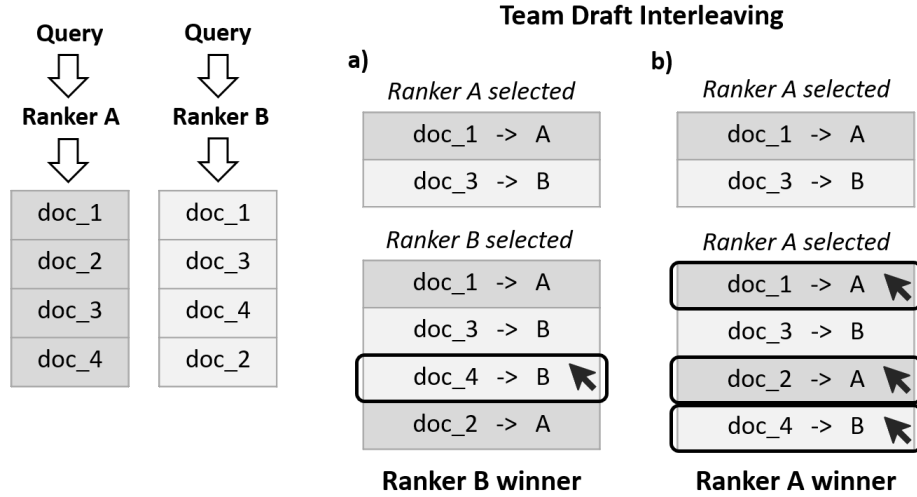 Team Draft Interleaving
Query
Query
Ranker A
Ranker B
doc_1
doc_2
doc_3
doc_4
doc_1
doc_3
doc_4
doc_2
a)
Ranker A selected
doc_1 -> A
doc_3 -> B
Ranker B selected
doc_1 -> A
doc_3 -> B
doc_4 -> B
doc_2 -> A
Ranker B winner
b)
Ranker A selected
doc_1 -> A
doc_3 -> B
Ranker A selected
doc_1 -> A
doc_3 -> B
doc_2 -> A
doc_4 -> B
Ranker A winner